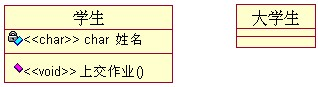 学生
<<char>> char 姓名
<<void>> 上交作业()
大学生